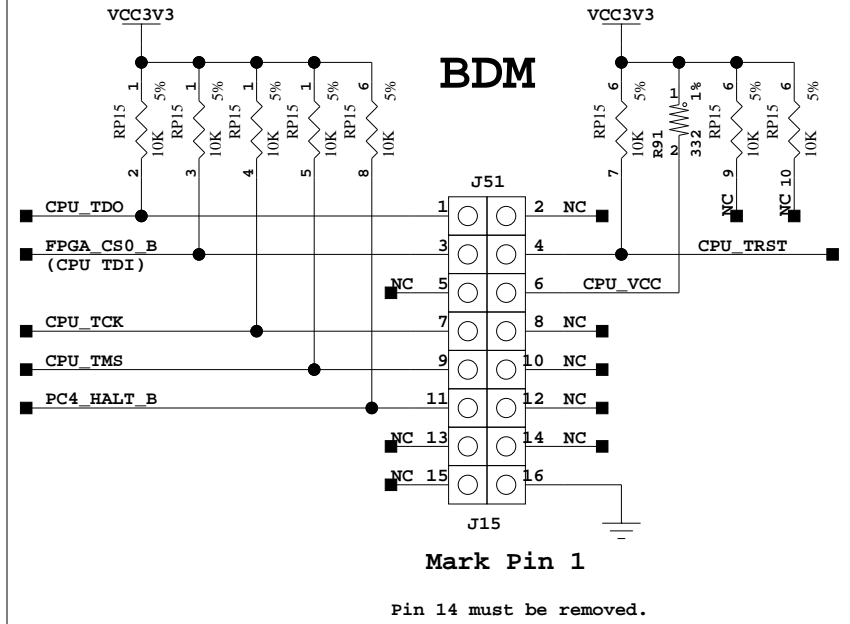 VCC3V3
VCC3V3
BDM
1
RP15
10K
5%
2
1
RP15
10K
3
1
RP15
10K
4
1
RP15
10K
5
6
RP15
10K
5%
8
6
RP15
10K
5%
7
1
R91
332
1%
2
6
RP15
10K
5%
9
NC
6
RP15
10K
5%
10
NC
J51
CPU_TDO 1 2 NC
FPGA_CS0_B 3 4 CPU_TRST
(CPU TDI)
NC 5 6 CPU_VCC
CPU_TCK 7 8 NC
CPU_TMS 9 10 NC
PC4_HALT_B 11 12 NC
NC 13 14 NC
NC 15 16
J15
Mark Pin 1
Pin 14 must be removed.